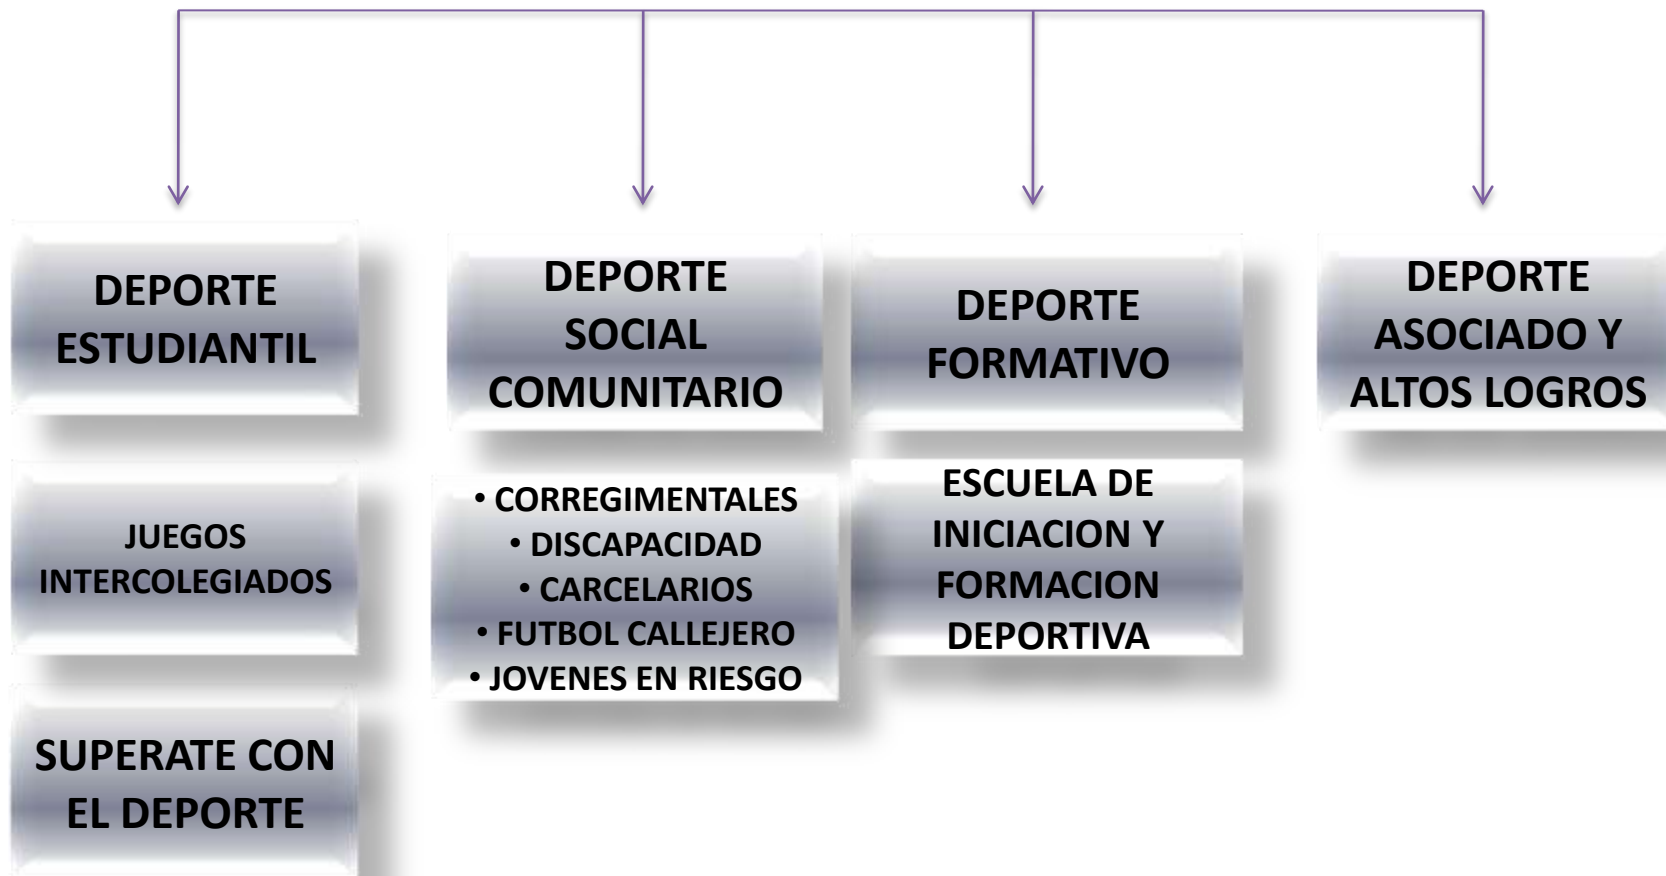 DEPORTE
ESTUDIANTIL
JUEGOS
INTERCOLEGIADOS
SUPERATE CON
EL DEPORTE
DEPORTE
SOCIAL
COMUNITARIO
• CORREGIMENTALES
• DISCAPACIDAD
• CARCELARIOS
• FUTBOL CALLEJERO
• JOVENES EN RIESGO
DEPORTE
FORMATIVO
ESCUELA DE
INICIACION Y
FORMACION
DEPORTIVA
DEPORTE
ASOCIADO Y
ALTOS LOGROS